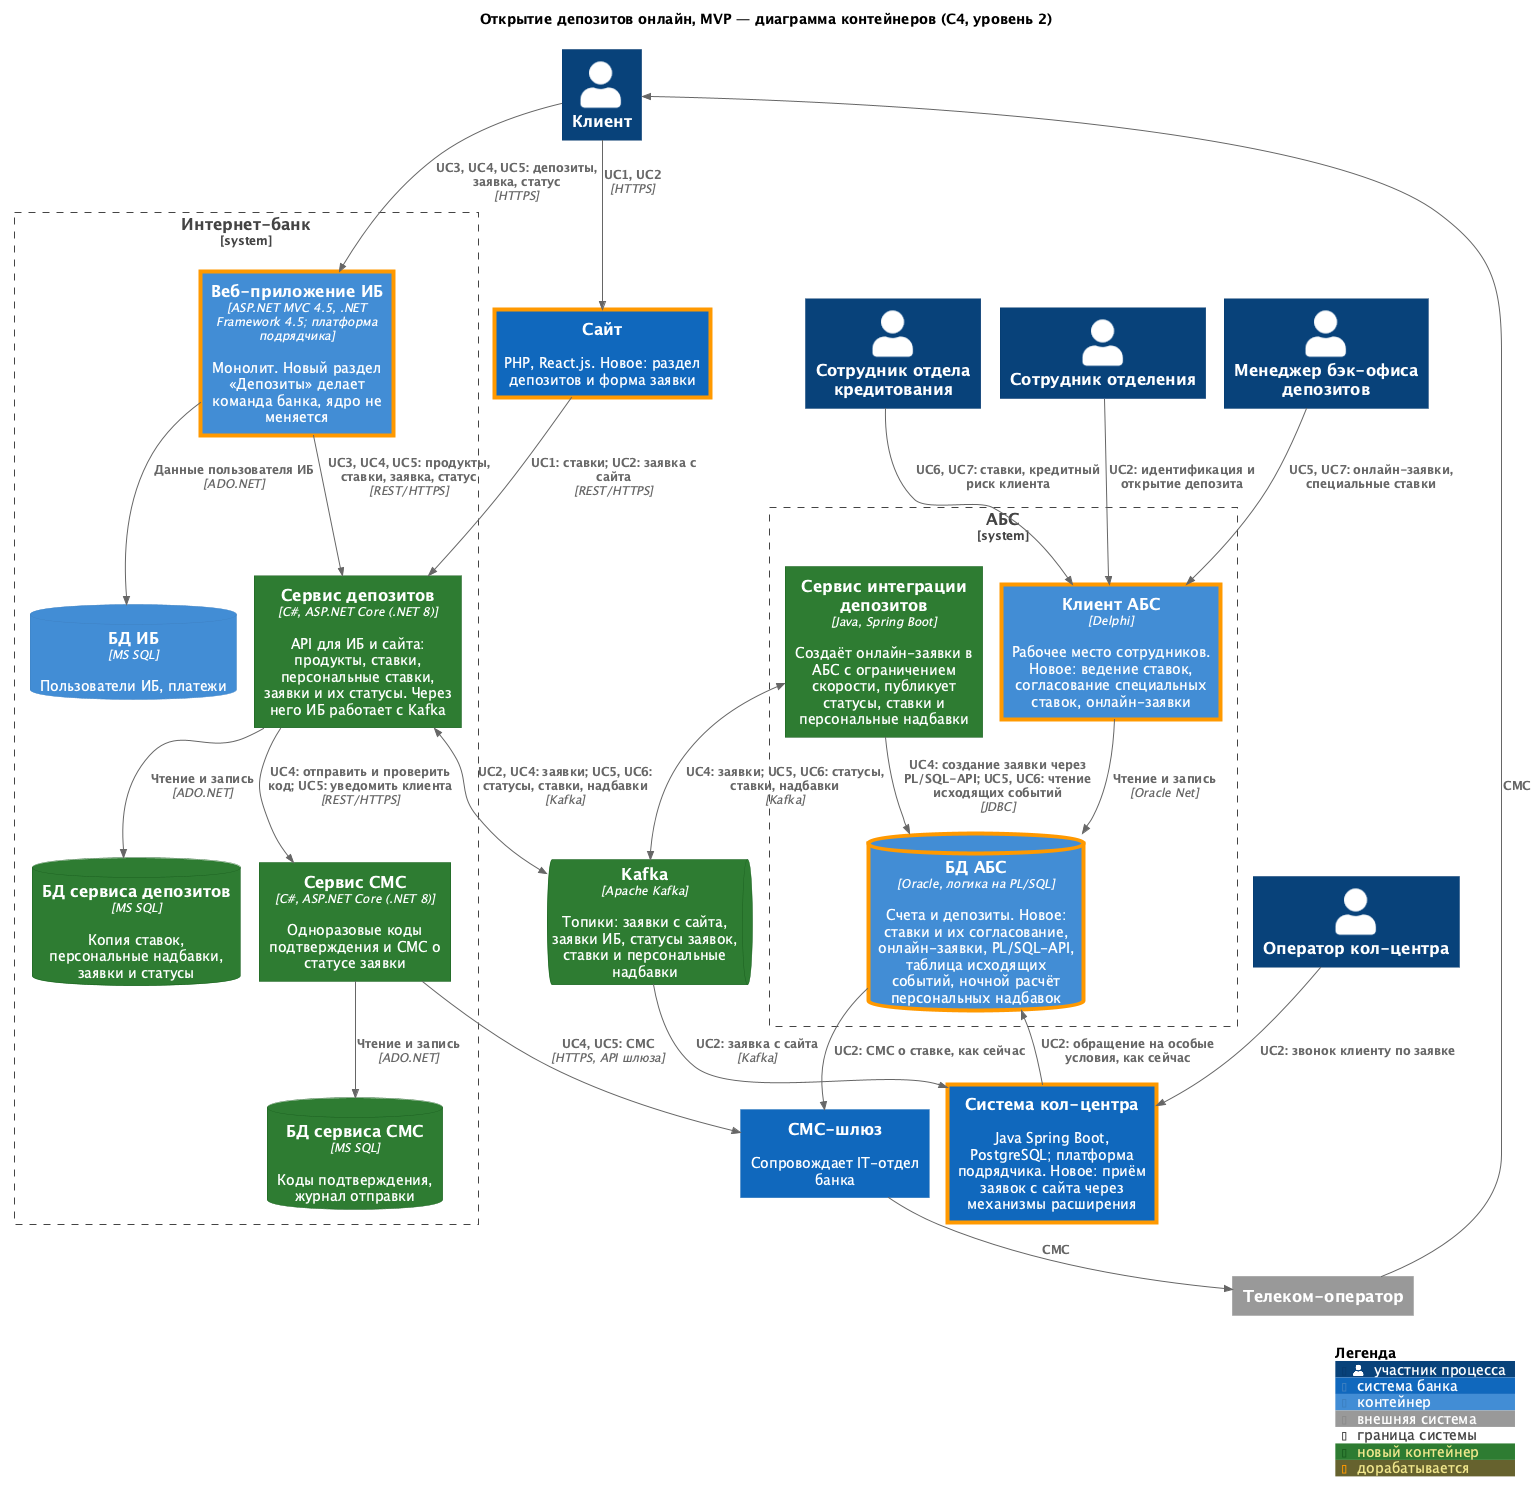 Открытие депозитов онлайн, MVP — диаграмма контейнеров (C4, уровень 2)
Клиент
UC3, UC4, UC5: депозиты,
заявка, статус
[HTTPS]
UC1, UC2
[HTTPS]
Интернет-банк
[system]
Веб-приложение ИБ
[ASP.NET MVC 4.5, .NET
Framework 4.5; платформа
подрядчика]
Монолит. Новый раздел
«Депозиты» делает
команда банка, ядро не
меняется
Сайт
PHP, React.js. Новое: раздел
депозитов и форма заявки
Сотрудник отдела
кредитования
Сотрудник отделения
Менеджер бэк-офиса
депозитов
Данные пользователя ИБ
[ADO.NET]
UC3, UC4, UC5: продукты,
ставки, заявка, статус
[REST/HTTPS]
UC1: ставки; UC2: заявка с
сайта
[REST/HTTPS]
UC6, UC7: ставки, кредитный
риск клиента
UC2: идентификация и
открытие депозита
UC5, UC7: онлайн-заявки,
специальные ставки
АБС
[system]
БД ИБ
[MS SQL]
Пользователи ИБ, платежи
Сервис депозитов
[C#, ASP.NET Core (.NET 8)]
API для ИБ и сайта:
продукты, ставки,
персональные ставки,
заявки и их статусы. Через
него ИБ работает с Kafka
Сервис интеграции
депозитов
[Java, Spring Boot]
Создаёт онлайн-заявки в
АБС с ограничением
скорости, публикует
статусы, ставки и
персональные надбавки
Клиент АБС
[Delphi]
Рабочее место сотрудников.
Новое: ведение ставок,
согласование специальных
ставок, онлайн-заявки
Чтение и запись
[ADO.NET]
UC4: отправить и проверить
код; UC5: уведомить клиента
[REST/HTTPS]
UC2, UC4: заявки; UC5, UC6:
статусы, ставки, надбавки
[Kafka]
UC4: заявки; UC5, UC6: статусы,
ставки, надбавки
[Kafka]
UC4: создание заявки через
PL/SQL-API; UC5, UC6: чтение
исходящих событий
[JDBC]
Чтение и запись
[Oracle Net]
СМС
БД сервиса депозитов
[MS SQL]
Копия ставок,
персональные надбавки,
заявки и статусы
Сервис СМС
[C#, ASP.NET Core (.NET 8)]
Одноразовые коды
подтверждения и СМС о
статусе заявки
Kafka
[Apache Kafka]
Топики: заявки с сайта,
заявки ИБ, статусы заявок,
ставки и персональные
надбавки
БД АБС
[Oracle, логика на PL/SQL]
Счета и депозиты. Новое:
ставки и их согласование,
онлайн-заявки, PL/SQL-API,
таблица исходящих
событий, ночной расчёт
персональных надбавок
Оператор кол-центра
Чтение и запись
[ADO.NET]
UC4, UC5: СМС
[HTTPS, API шлюза]
UC2: заявка с сайта
[Kafka]
UC2: СМС о ставке, как сейчас
UC2: обращение на особые
условия, как сейчас
UC2: звонок клиенту по заявке
БД сервиса СМС
[MS SQL]
Коды подтверждения,
журнал отправки
СМС-шлюз
Сопровождает IT-отдел
банка
Система кол-центра
Java Spring Boot,
PostgreSQL; платформа
подрядчика. Новое: приём
заявок с сайта через
механизмы расширения
СМС
Телеком-оператор
Легенда
участник процесса
система банка
контейнер
внешняя система
граница системы
новый контейнер
дорабатывается